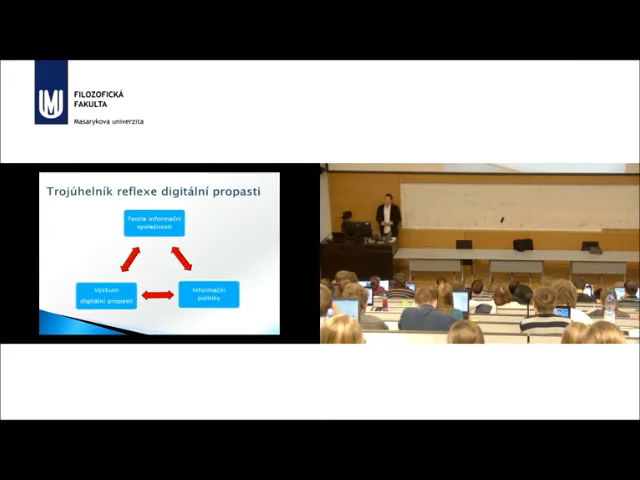 FILOZOFICKÁ
FAKULTA
Masarykova univerzita
Trojúhelník reflexe digitální propasti
Teorie informační
společnosti
Výzkum
digitální propasti
Informační
politiky